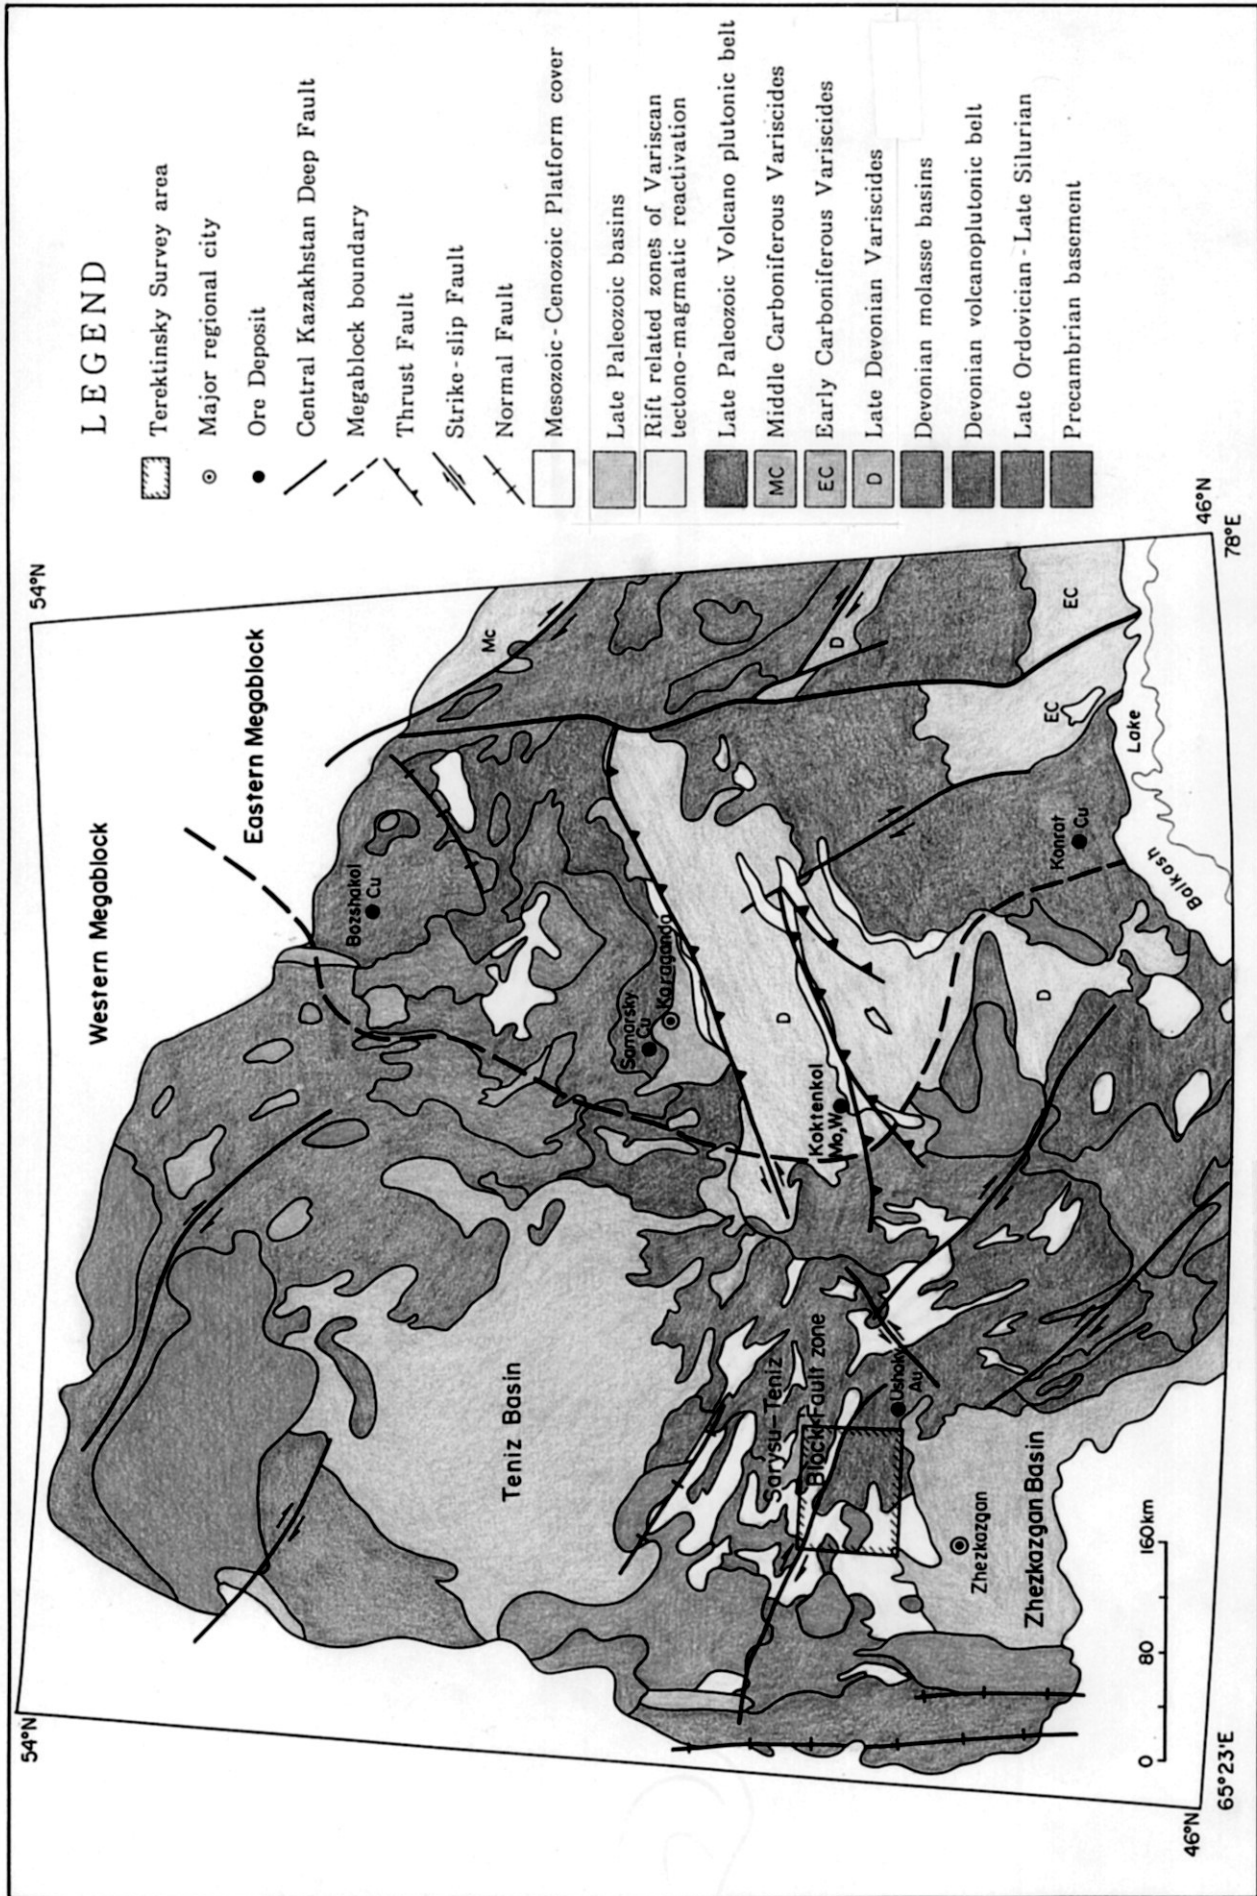 LEGEND
Terektinsky Survey area
Major regional city
Ore Deposit
Central Kazakhstan Deep Fault
Megablock boundary
Thrust Fault
Strike-slip Fault
Normal Fault
Mesozoic-Cenozoic Platform cover
Late Paleozoic basins
Rift related zones of Variscan
tectono-magmatic reactivation
Late Paleozoic Volcano plutonic belt
MC Middle Carboniferous Variscides
EC Early Carboniferous Variscides
D Late Devonian Variscides
Devonian molasse basins
Devonian volcanoplutonic belt
Late Ordovician-Late Silurian
Precambrian basement
54°N
54°N
46°N
78°E
46°N
65°23'E
Western Megablock
Eastern Megablock
Mc
Bozshakol
Cu
D
Samarsky
Cu
Karaganda
D
D
EC
EC
Teniz Basin
Koktenkol
Mo,W
D
Konrat
Cu
Lake
Balkash
Sarysu-Teniz
Block Fault zone
Ushoky
Au
Zhezkazgan
Zhezkazgan Basin
0 80 160km